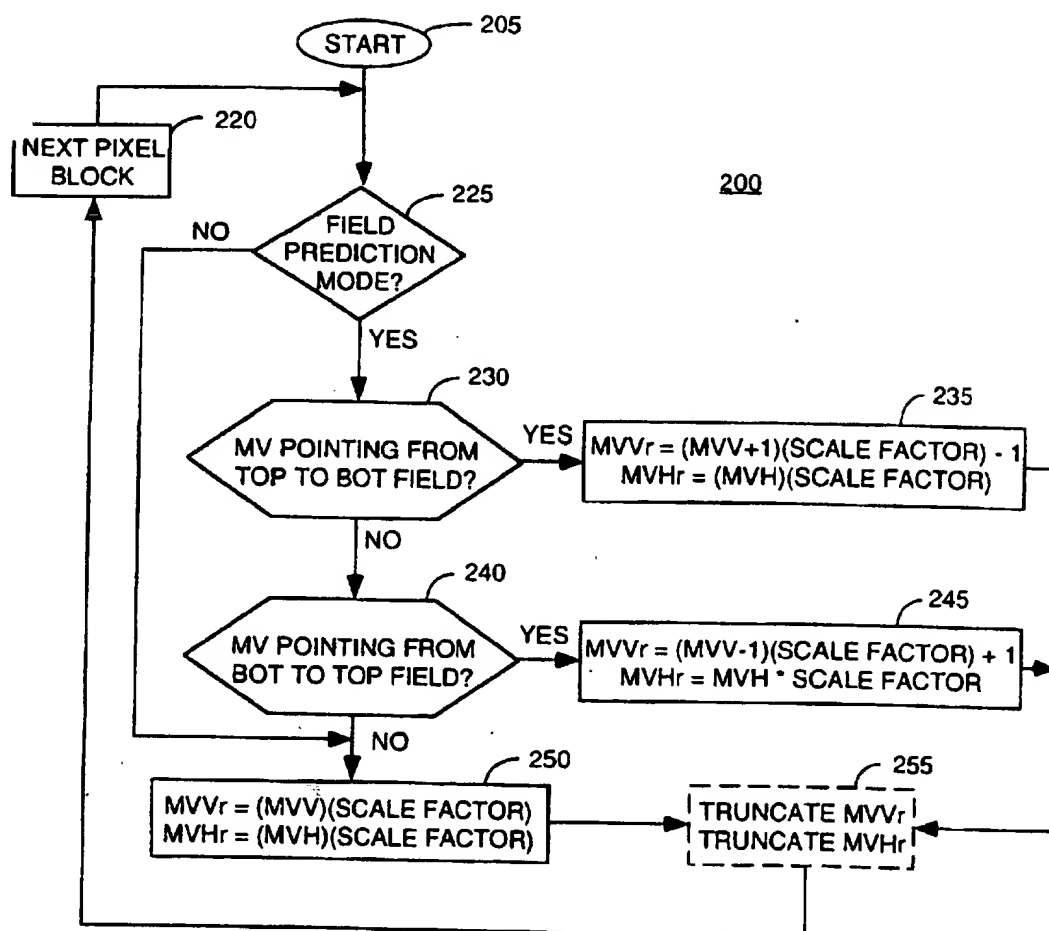 START
205
NEXT PIXEL
BLOCK
220
200
FIELD
PREDICTION
MODE?
225
NO
YES
230
MV POINTING FROM
TOP TO BOT FIELD?
YES
235
MVVr = (MVV+1)(SCALE FACTOR) - 1
MVHr = (MVH)(SCALE FACTOR)
NO
240
MV POINTING FROM
BOT TO TOP FIELD?
YES
245
MVVr = (MVV-1)(SCALE FACTOR) + 1
MVHr = MVH * SCALE FACTOR
NO
250
MVVr = (MVV)(SCALE FACTOR)
MVHr = (MVH)(SCALE FACTOR)
255
TRUNCATE MVVr
TRUNCATE MVHr